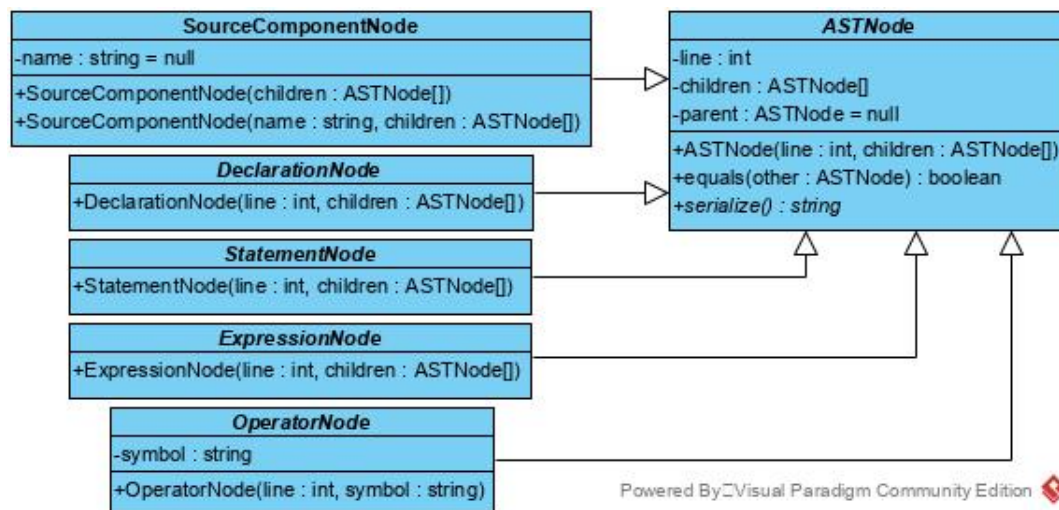 SourceComponentNode
-name : string = null
+SourceComponentNode(children : ASTNode[])
+SourceComponentNode(name : string, children : ASTNode[])
ASTNode
-line : int
-children : ASTNode[]
-parent : ASTNode = null
+ASTNode(line : int, children : ASTNode[])
+equals(other : ASTNode) : boolean
+serialize() : string
DeclarationNode
+DeclarationNode(line : int, children : ASTNode[])
StatementNode
+StatementNode(line : int, children : ASTNode[])
ExpressionNode
+ExpressionNode(line : int, children : ASTNode[])
OperatorNode
-symbol : string
+OperatorNode(line : int, symbol : string)
Powered By□Visual Paradigm Community Edition